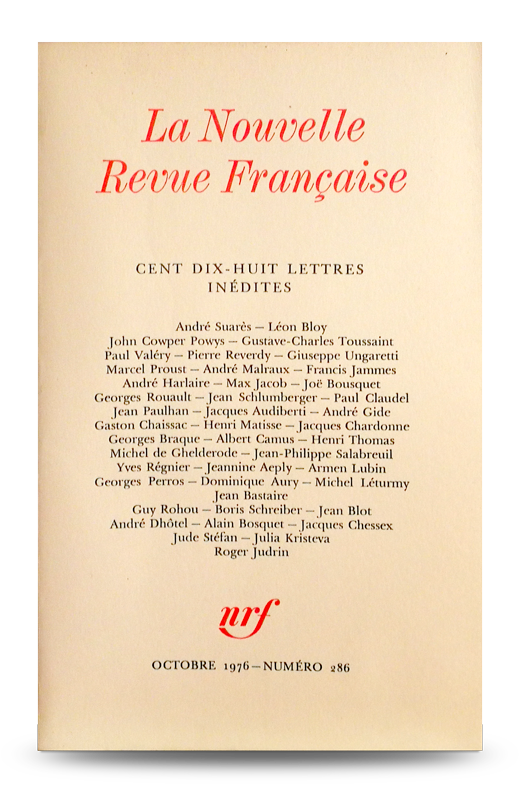 La Nouvelle
Revue Française
CENT DIX-HUIT LETTRES
INÉDITES
André Suarès — Léon Bloy
John Cowper Powys — Gustave-Charles Toussaint
Paul Valéry — Pierre Reverdy — Giuseppe Ungaretti
Marcel Proust — André Malraux — Francis Jammes
André Harlaire — Max Jacob — Joë Bousquet
Georges Rouault — Jean Schlumberger — Paul Claudel
Jean Paulhan — Jacques Audiberti — André Gide
Gaston Chaissac — Henri Matisse — Jacques Chardonne
Georges Braque — Albert Camus — Henri Thomas
Michel de Ghelderode — Jean-Philippe Salabreuil
Yves Régnier — Jeannine Aeply — Armen Lubin
Georges Perros — Dominique Aury — Michel Léturmy
Jean Bastaire
Guy Rohou — Boris Schreiber — Jean Blot
André Dhôtel — Alain Bosquet — Jacques Chessex
Jude Stéfan — Julia Kristeva
Roger Judrin
nrf
OCTOBRE 1976 — NUMÉRO 286